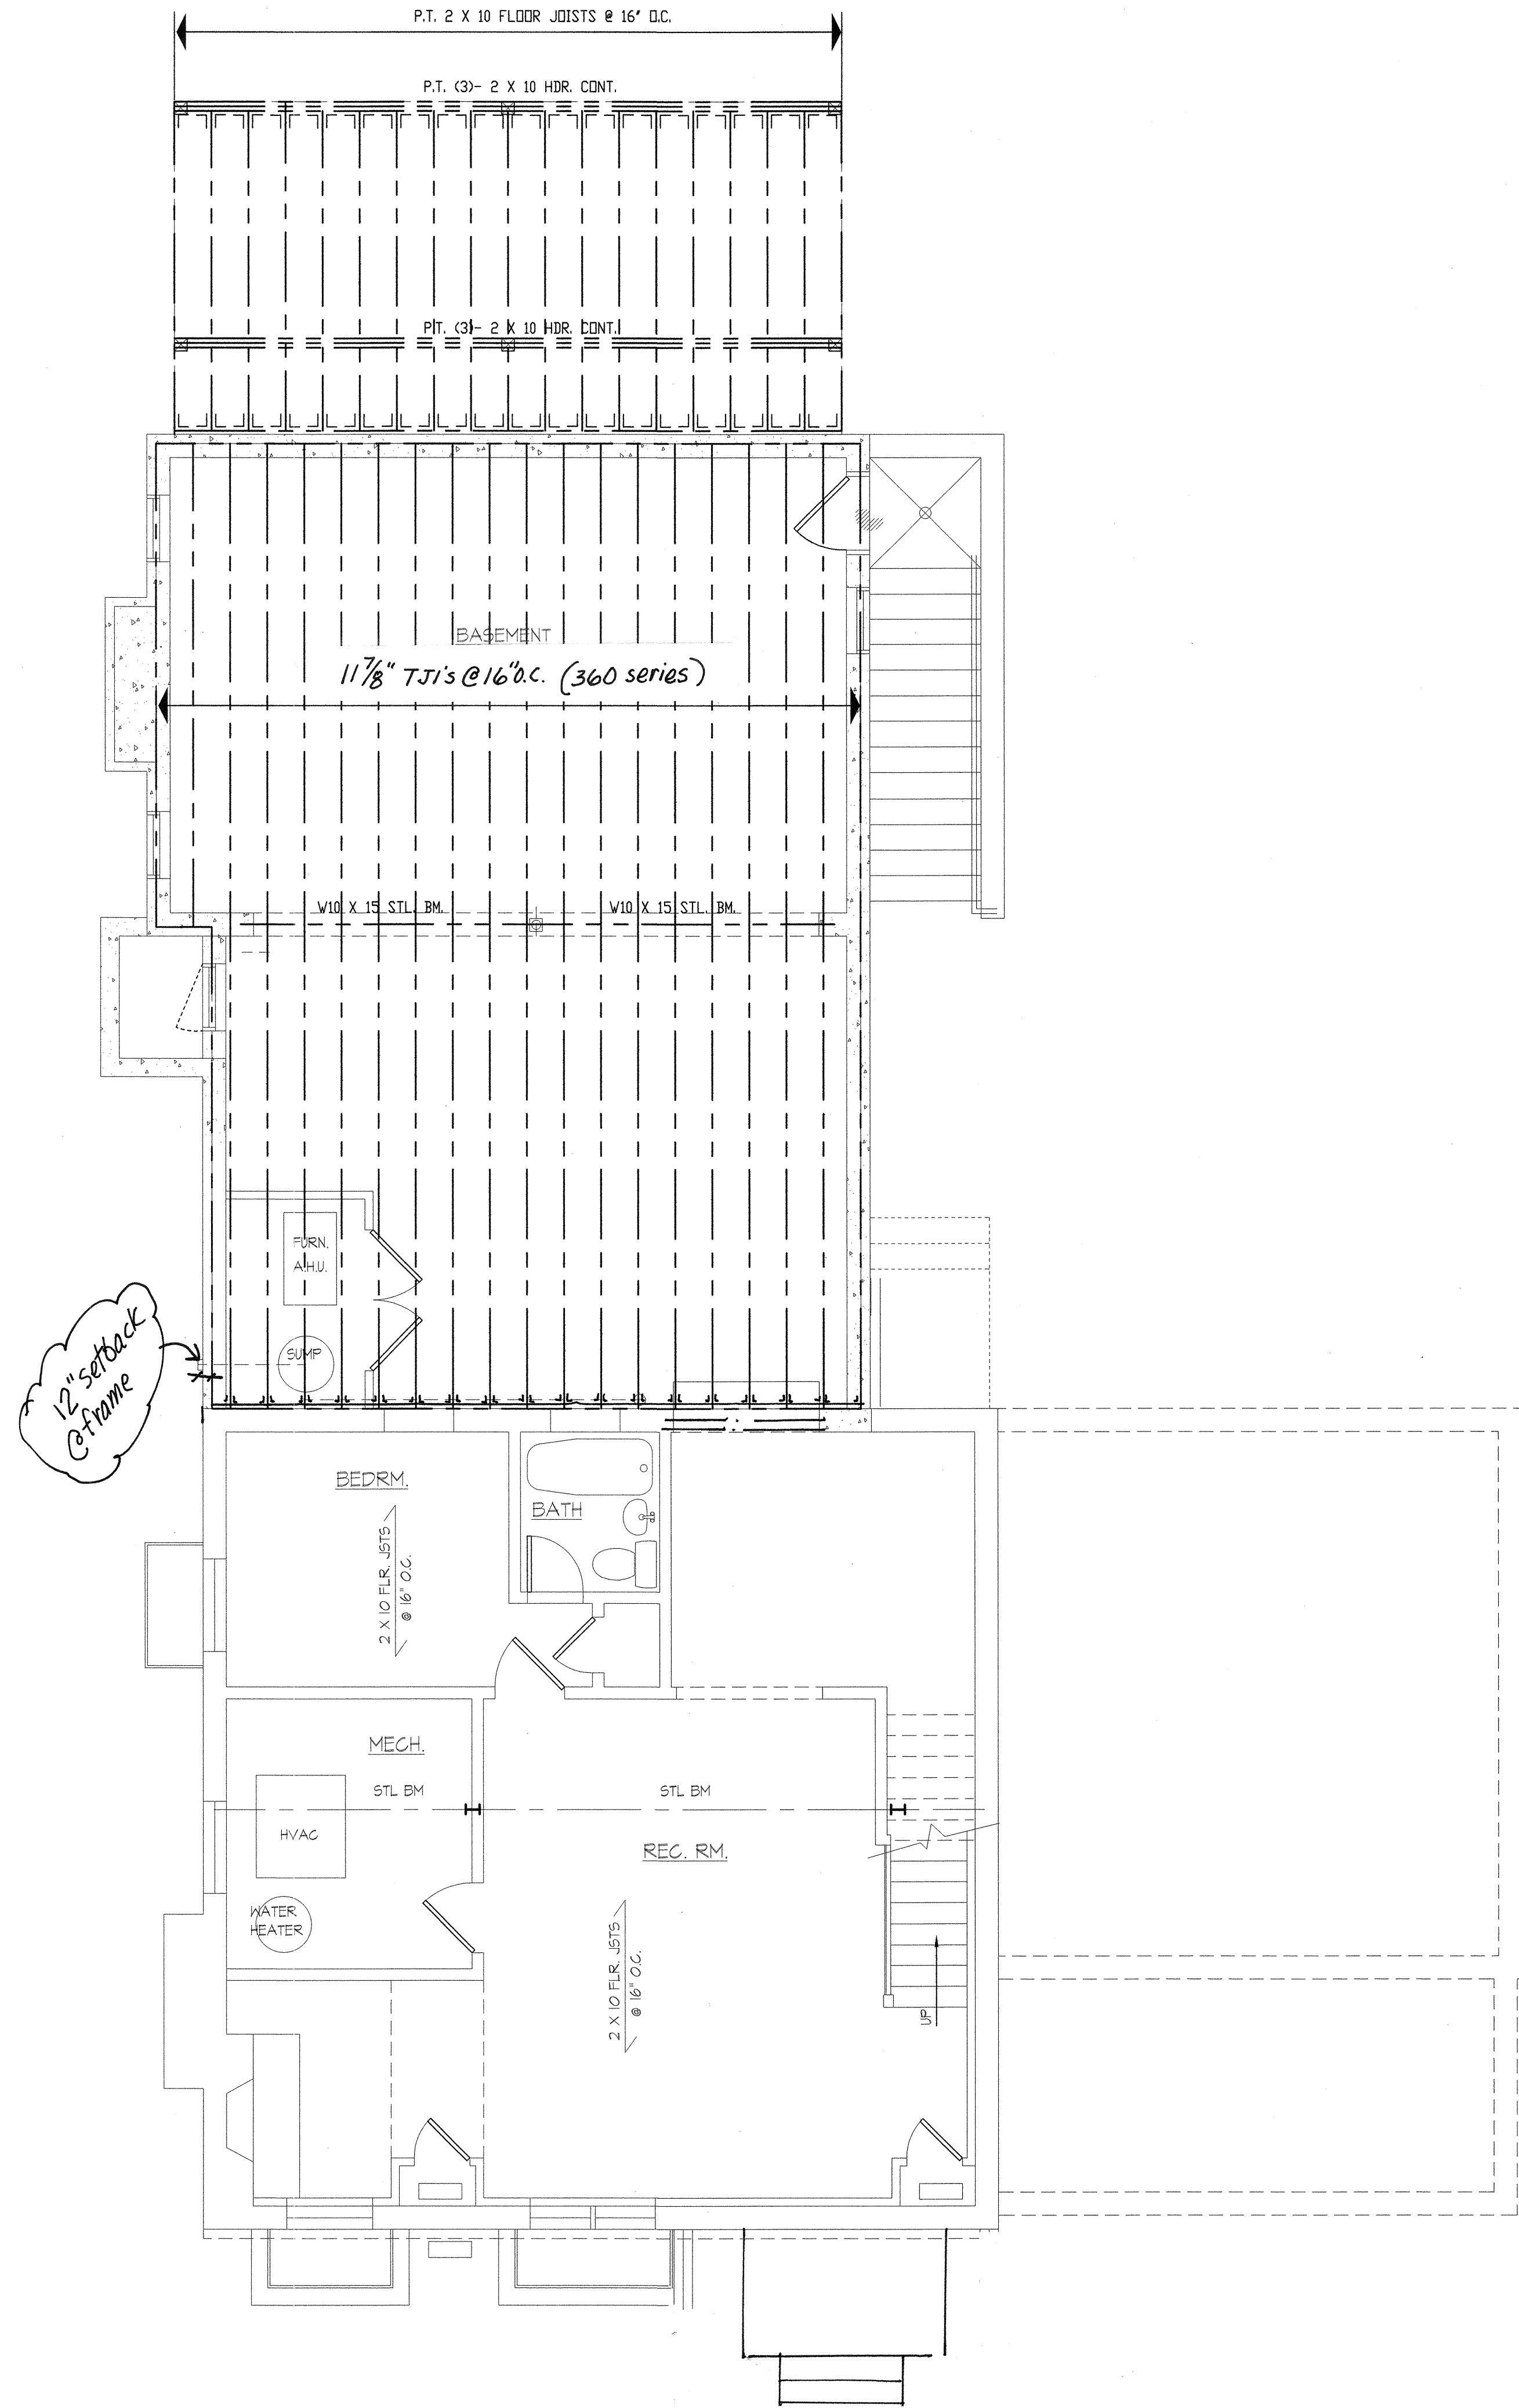 P.T. 2 X 10 FLOOR JOISTS @ 16" O.C.
P.T. (3)- 2 X 10 HDR. CONT.
P.T. (3)- 2 X 10 HDR. CONT.
BASEMENT
11 7/8" TJI's @ 16" O.C. (360 series)
W10 X 15 STL. BM.
W10 X 15 STL. BM.
FURN.
A.H.U.
SUMP
12" setback
@ frame
BEDRM.
BATH
2 X 10 FLR. JSTS
@ 16" O.C.
MECH.
STL BM
STL BM
HVAC
REC. RM.
WATER
HEATER
2 X 10 FLR. JSTS
@ 16" O.C.
UP